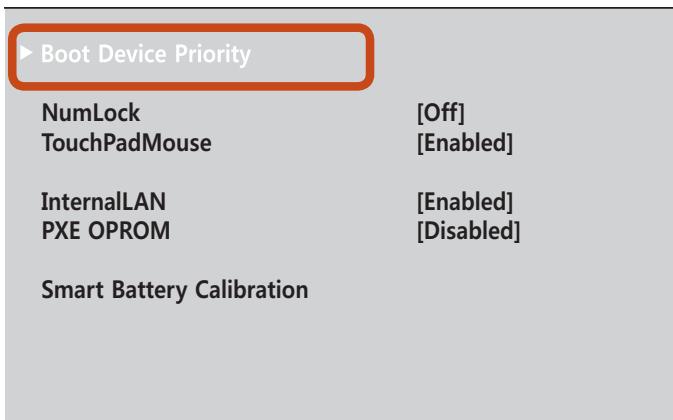 ▶ Boot Device Priority
NumLock [Off]
TouchPadMouse [Enabled]
InternalLAN [Enabled]
PXE OPROM [Disabled]
Smart Battery Calibration